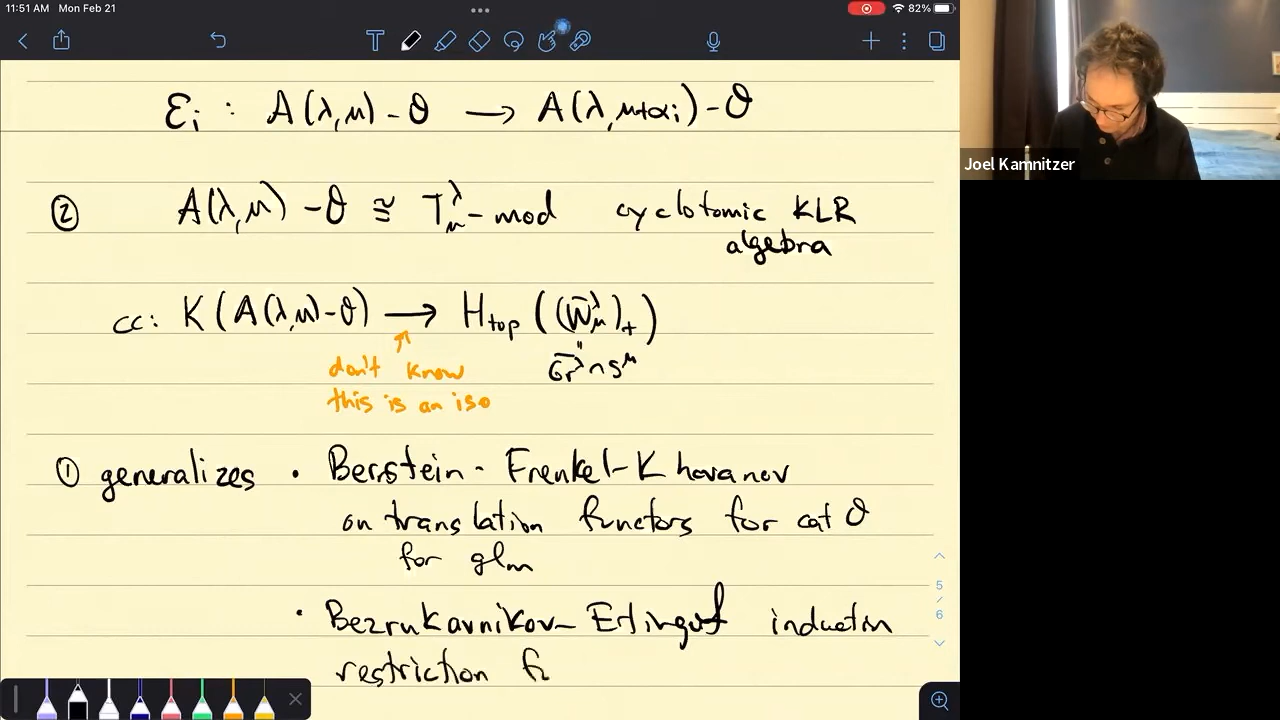 11:51 AM Mon Feb 21
82%
ℰᵢ : A(λ,μ)-𝒪 ⟶ A(λ,μ+αᵢ)-𝒪
② A(λ,μ)-𝒪 ≅ T^λ_μ-mod cyclotomic KLR
algebra
cc: K(A(λ,μ)-𝒪) ⟶ H_top((W̄^λ_μ)₊)
don't know
this is an iso
"
G̅r̅^λ ∩ S^μ
① generalizes • Bernstein - Frenkel - Khovanov
on translation functors for cat 𝒪
for glm
• Bezrukavnikov - Etingof induction
restriction
5
/
6
Joel Kamnitzer